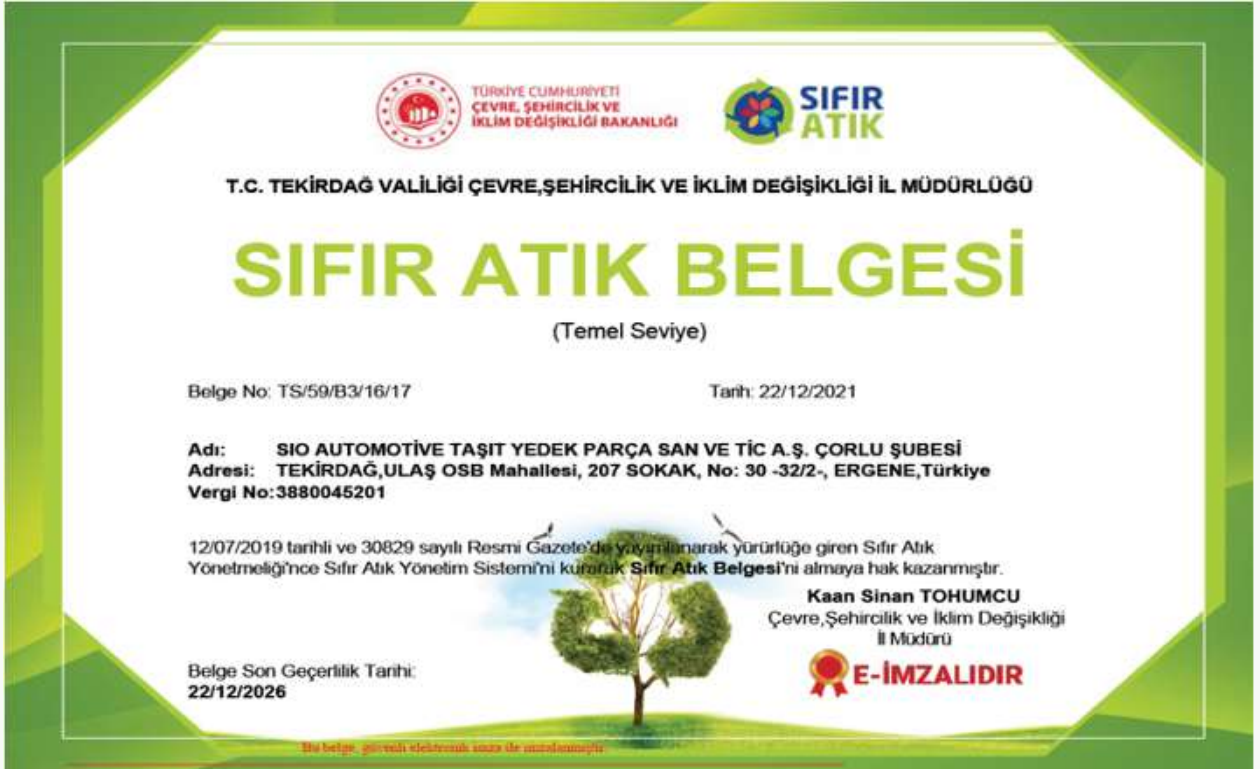 TÜRKİYE CUMHURİYETİ
ÇEVRE, ŞEHİRCİLİK VE
İKLİM DEĞİŞİKLİĞİ BAKANLIĞI
SIFIR
ATIK
T.C. TEKİRDAĞ VALİLİĞİ ÇEVRE,ŞEHİRCİLİK VE İKLİM DEĞİŞİKLİĞİ İL MÜDÜRLÜĞÜ
SIFIR ATIK BELGESİ
(Temel Seviye)
Belge No: TS/59/B3/16/17 Tarih: 22/12/2021
Adı: SIO AUTOMOTİVE TAŞIT YEDEK PARÇA SAN VE TİC A.Ş. ÇORLU ŞUBESİ
Adresi: TEKİRDAĞ,ULAŞ OSB Mahallesi, 207 SOKAK, No: 30 -32/2-, ERGENE,Türkiye
Vergi No:3880045201
12/07/2019 tarihli ve 30829 sayılı Resmi Gazete'de yayımlanarak yürürlüğe giren Sıfır Atık
Yönetmeliği'nce Sıfır Atık Yönetim Sistemi'ni kurarak Sıfır Atık Belgesi'ni almaya hak kazanmıştır.
Kaan Sinan TOHUMCU
Çevre,Şehircilik ve İklim Değişikliği
İl Müdürü
E-İMZALIDIR
Belge Son Geçerlilik Tarihi:
22/12/2026
Bu belge, güvenli elektronik imza ile imzalanmıştır.